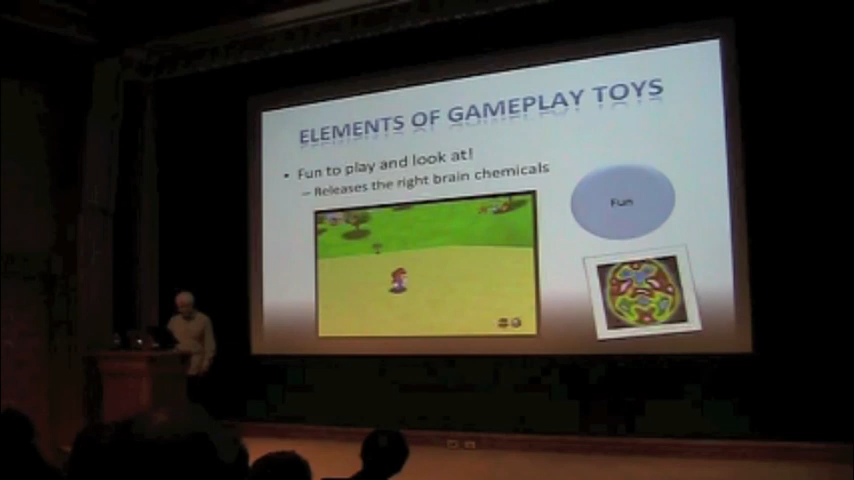 ELEMENTS OF GAMEPLAY TOYS
• Fun to play and look at!
– Releases the right brain chemicals
Fun